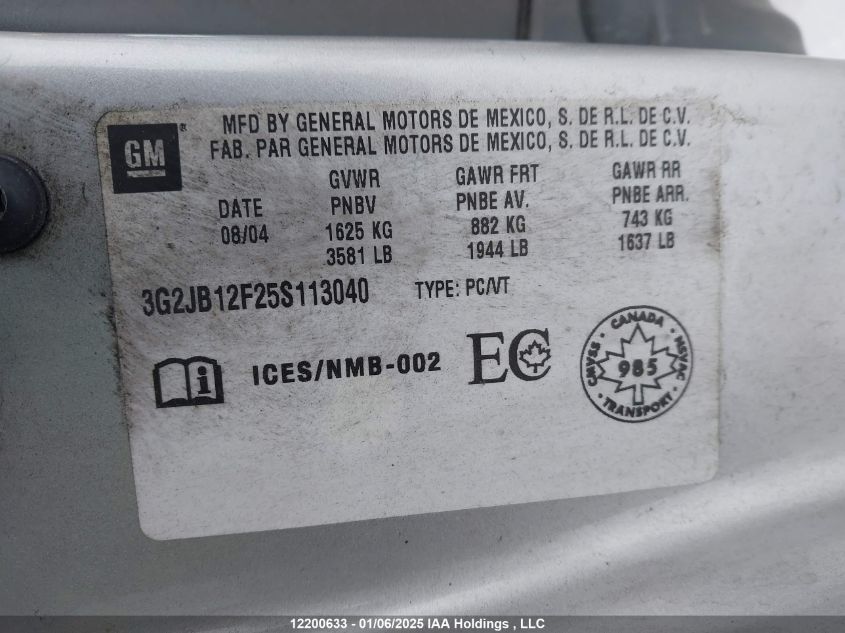 GM ®
MFD BY GENERAL MOTORS DE MEXICO, S. DE R.L. DE C.V.
FAB. PAR GENERAL MOTORS DE MEXICO, S. DE R.L. DE C.V.
DATE GVWR GAWR FRT GAWR RR
PNBV PNBE AV. PNBE ARR.
08/04 1625 KG 882 KG 743 KG
3581 LB 1944 LB 1637 LB
3G2JB12F25S113040 TYPE: PC/VT
i ICES/NMB-002 EC
CANADA
CMVSS 985 NSVAC
TRANSPORT
12200633 - 01/06/2025 IAA Holdings , LLC